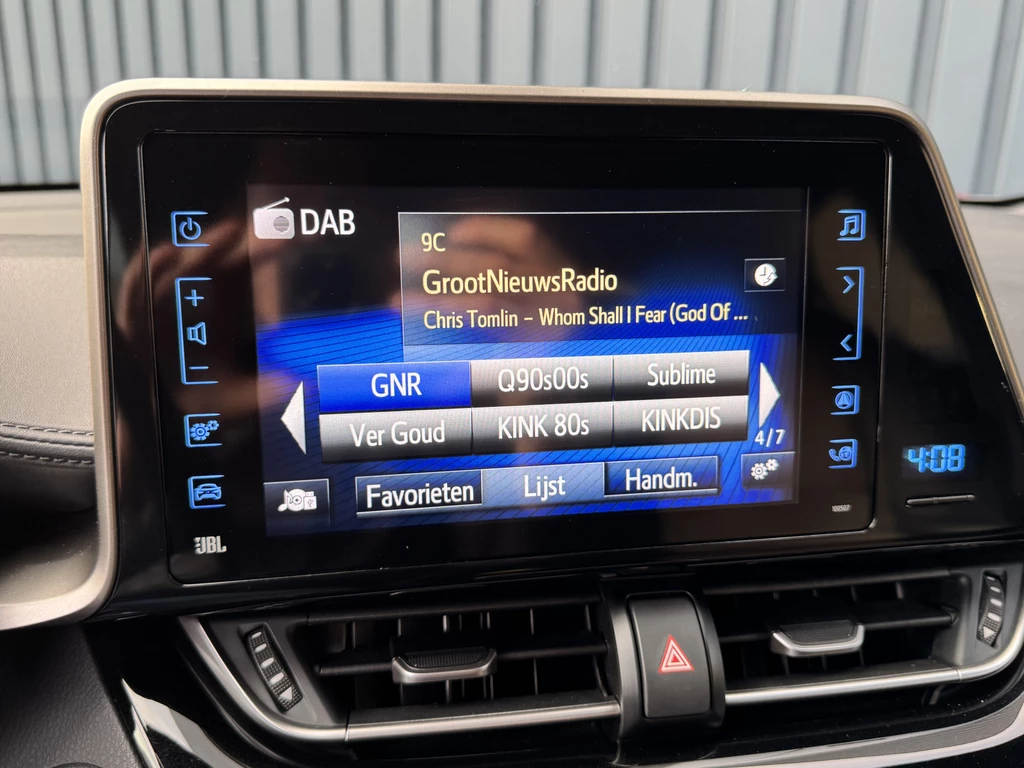 DAB
9C
GrootNieuwsRadio
Chris Tomlin – Whom Shall I Fear (God Of ...
GNR Q90s00s Sublime
Ver Goud KINK 80s KINKDIS
4/7
Favorieten Lijst Handm.
4:08
100507
JBL